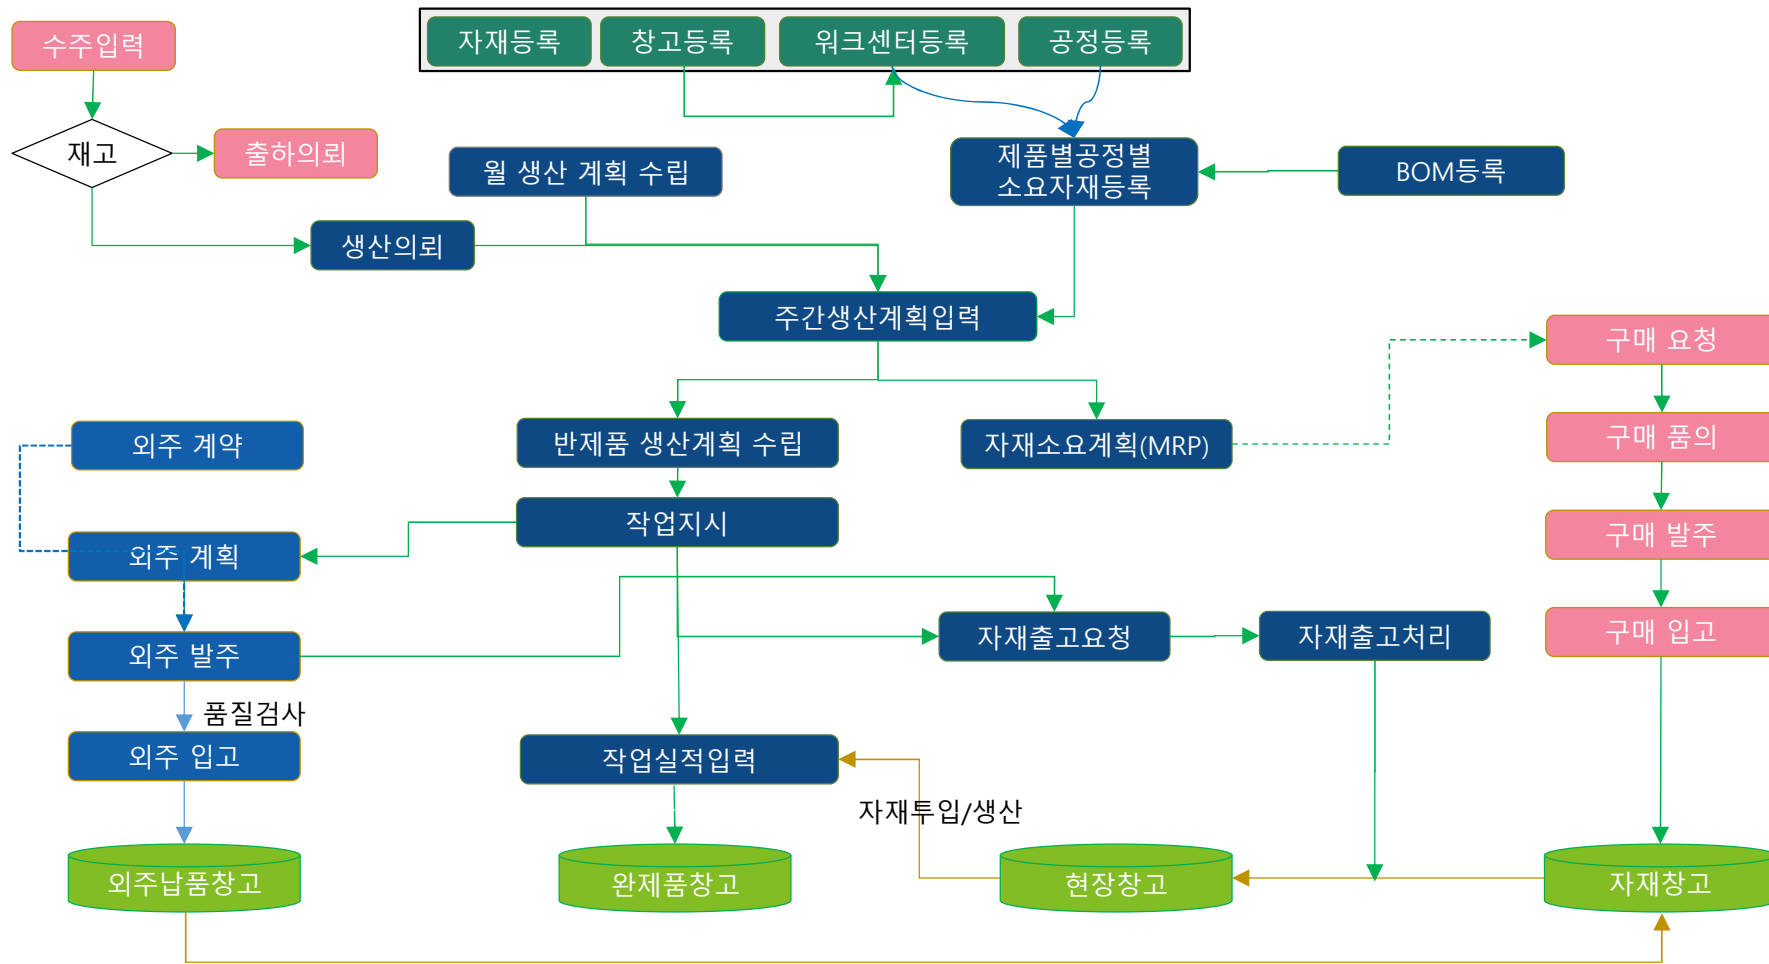 수주입력
자재등록
창고등록
워크센터등록
공정등록
재고
출하의뢰
월 생산 계획 수립
제품별공정별
소요자재등록
BOM등록
생산의뢰
주간생산계획입력
구매 요청
외주 계약
반제품 생산계획 수립
자재소요계획(MRP)
구매 품의
작업지시
구매 발주
외주 계획
외주 발주
자재출고요청
자재출고처리
구매 입고
품질검사
외주 입고
작업실적입력
자재투입/생산
외주납품창고
완제품창고
현장창고
자재창고